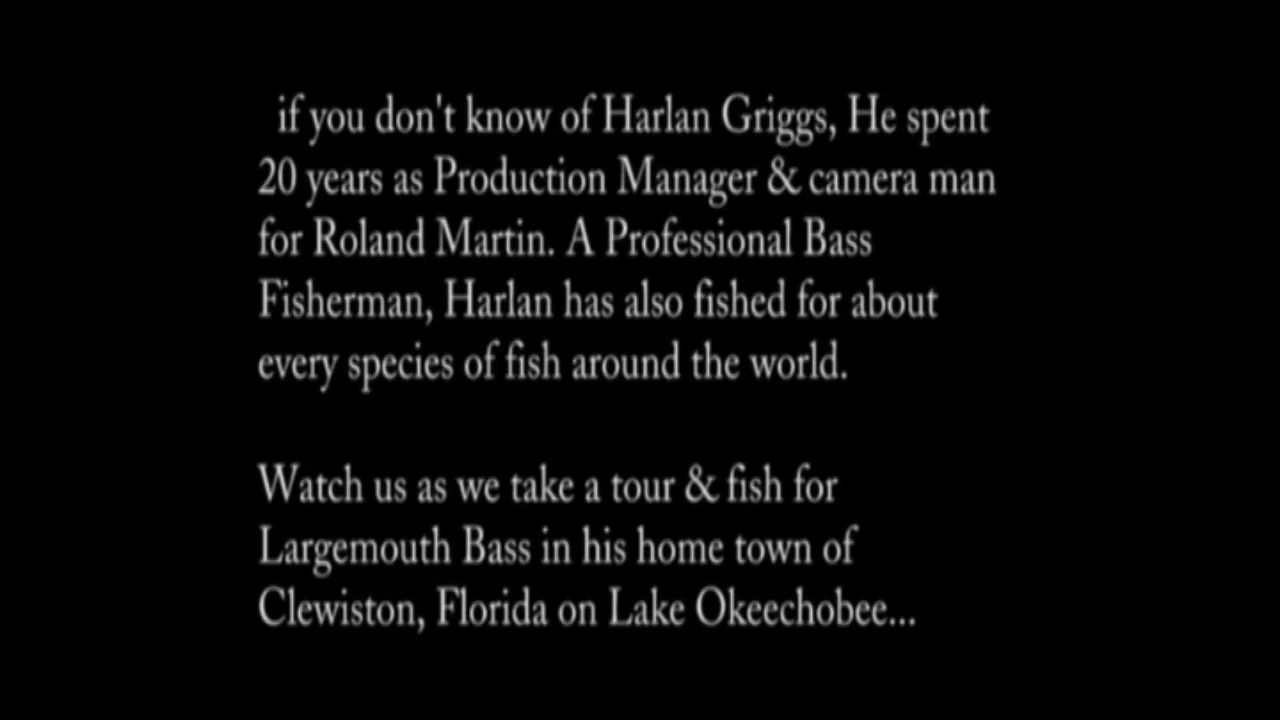 if you don't know of Harlan Griggs, He spent
20 years as Production Manager & camera man
for Roland Martin. A Professional Bass
Fisherman, Harlan has also fished for about
every species of fish around the world.
Watch us as we take a tour & fish for
Largemouth Bass in his home town of
Clewiston, Florida on Lake Okeechobee...